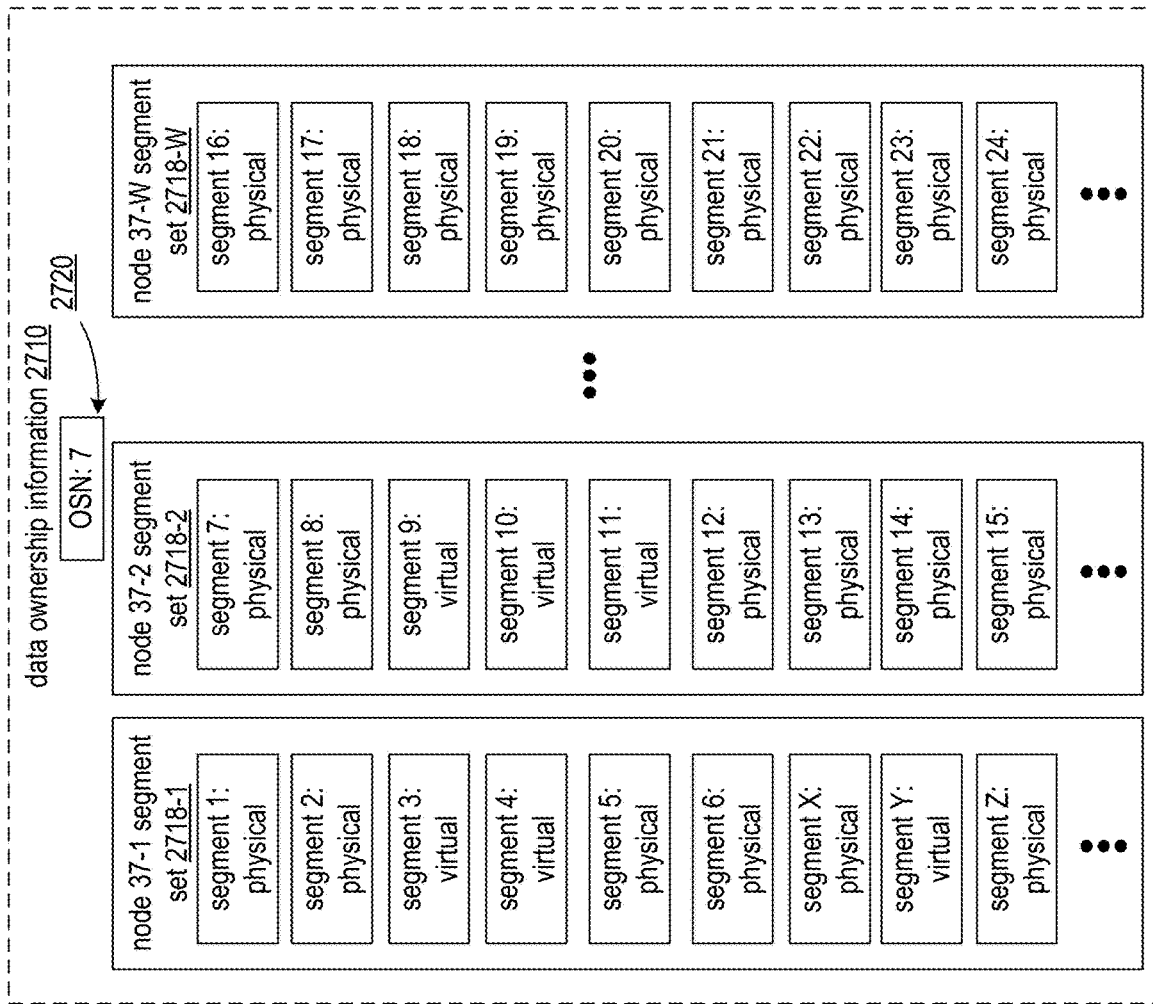 data ownership information 2710
OSN: 7
2720
node 37-1 segment
set 2718-1
segment 1:
physical
segment 2:
physical
segment 3:
virtual
segment 4:
virtual
segment 5:
physical
segment 6:
physical
segment X:
physical
segment Y:
virtual
segment Z:
physical
node 37-2 segment
set 2718-2
segment 7:
physical
segment 8:
physical
segment 9:
virtual
segment 10:
virtual
segment 11:
virtual
segment 12:
physical
segment 13:
physical
segment 14:
physical
segment 15:
physical
node 37-W segment
set 2718-W
segment 16:
physical
segment 17:
physical
segment 18:
physical
segment 19:
physical
segment 20:
physical
segment 21:
physical
segment 22:
physical
segment 23:
physical
segment 24:
physical